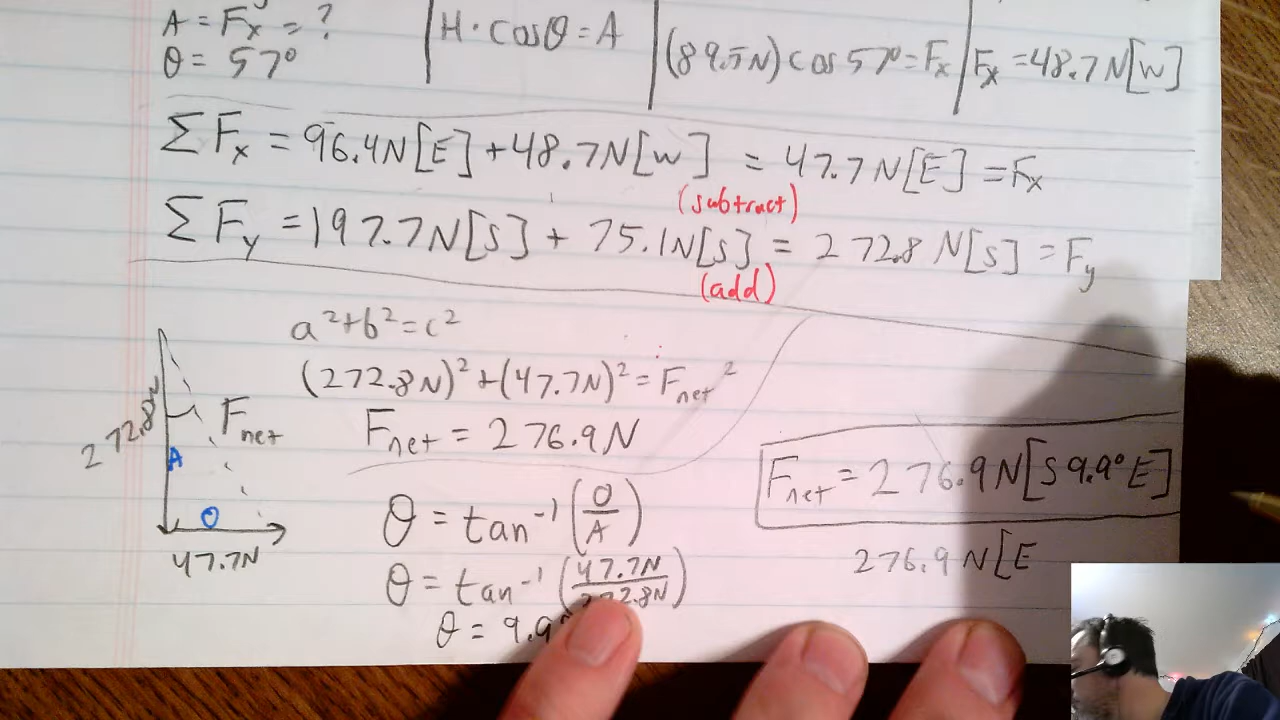 A = Fx = ?
θ = 57°
H · cosθ = A
(89.5N) cos 57° = Fx
Fx = 48.7N[W]
ΣFx = 96.4N[E] + 48.7N[W] = 47.7N[E] = Fx
(subtract)
ΣFy = 197.7N[S] + 75.1N[S] = 272.8N[S] = Fy
(add)
a²+b²=c²
(272.8N)²+(47.7N)² = Fnet²
272.8
Fnet
Fnet = 276.9N
A
O
47.7N
θ = tan⁻¹(O/A)
θ = tan⁻¹(47.7N/272.8N)
θ = 9.9
Fnet = 276.9N[S 9.9° E]
276.9N[E